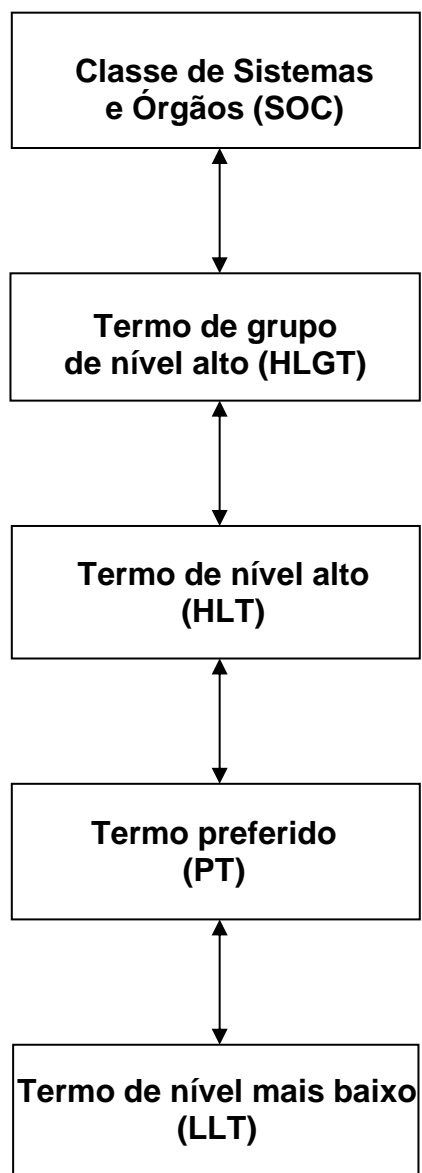 Classe de Sistemas
e Órgãos (SOC)
Termo de grupo
de nível alto (HLGT)
Termo de nível alto
(HLT)
Termo preferido
(PT)
Termo de nível mais baixo
(LLT)